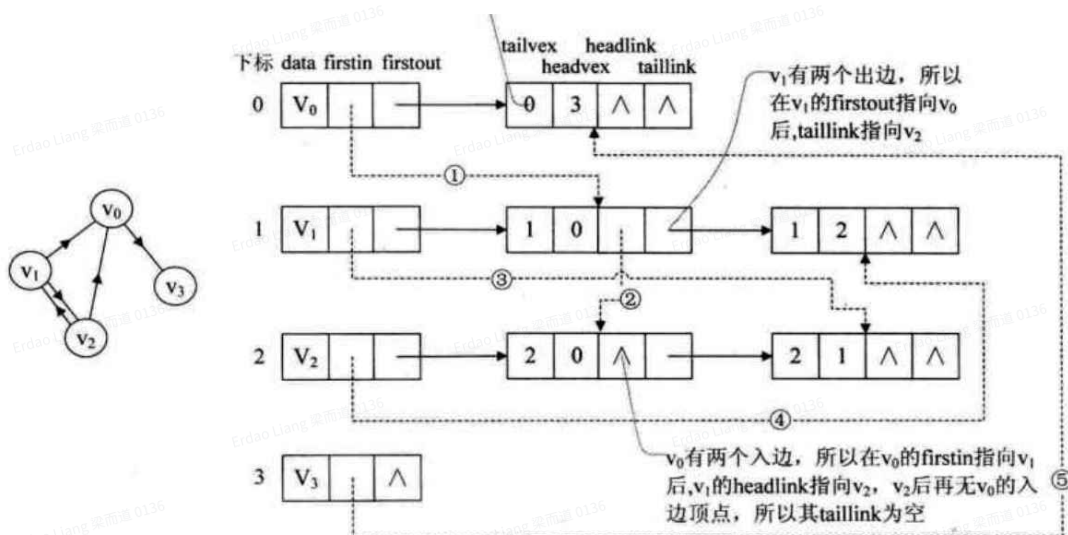 tailvex headlink
下标 data firstin firstout headvex taillink
0 V₀ 0 3 ∧ ∧
v₁有两个出边，所以
在v₁的firstout指向v₀
后,taillink指向v₂
①
1 V₁ 1 0 1 2 ∧ ∧
③
②
2 V₂ 2 0 ∧ 2 1 ∧ ∧
④
v₀有两个入边，所以在v₀的firstin指向v₁
后,v₁的headlink指向v₂，v₂后再无v₀的入
边顶点，所以其taillink为空
⑤
3 V₃ ∧
v₀
v₁
v₂
v₃
Erdao Liang 梁而道 0136